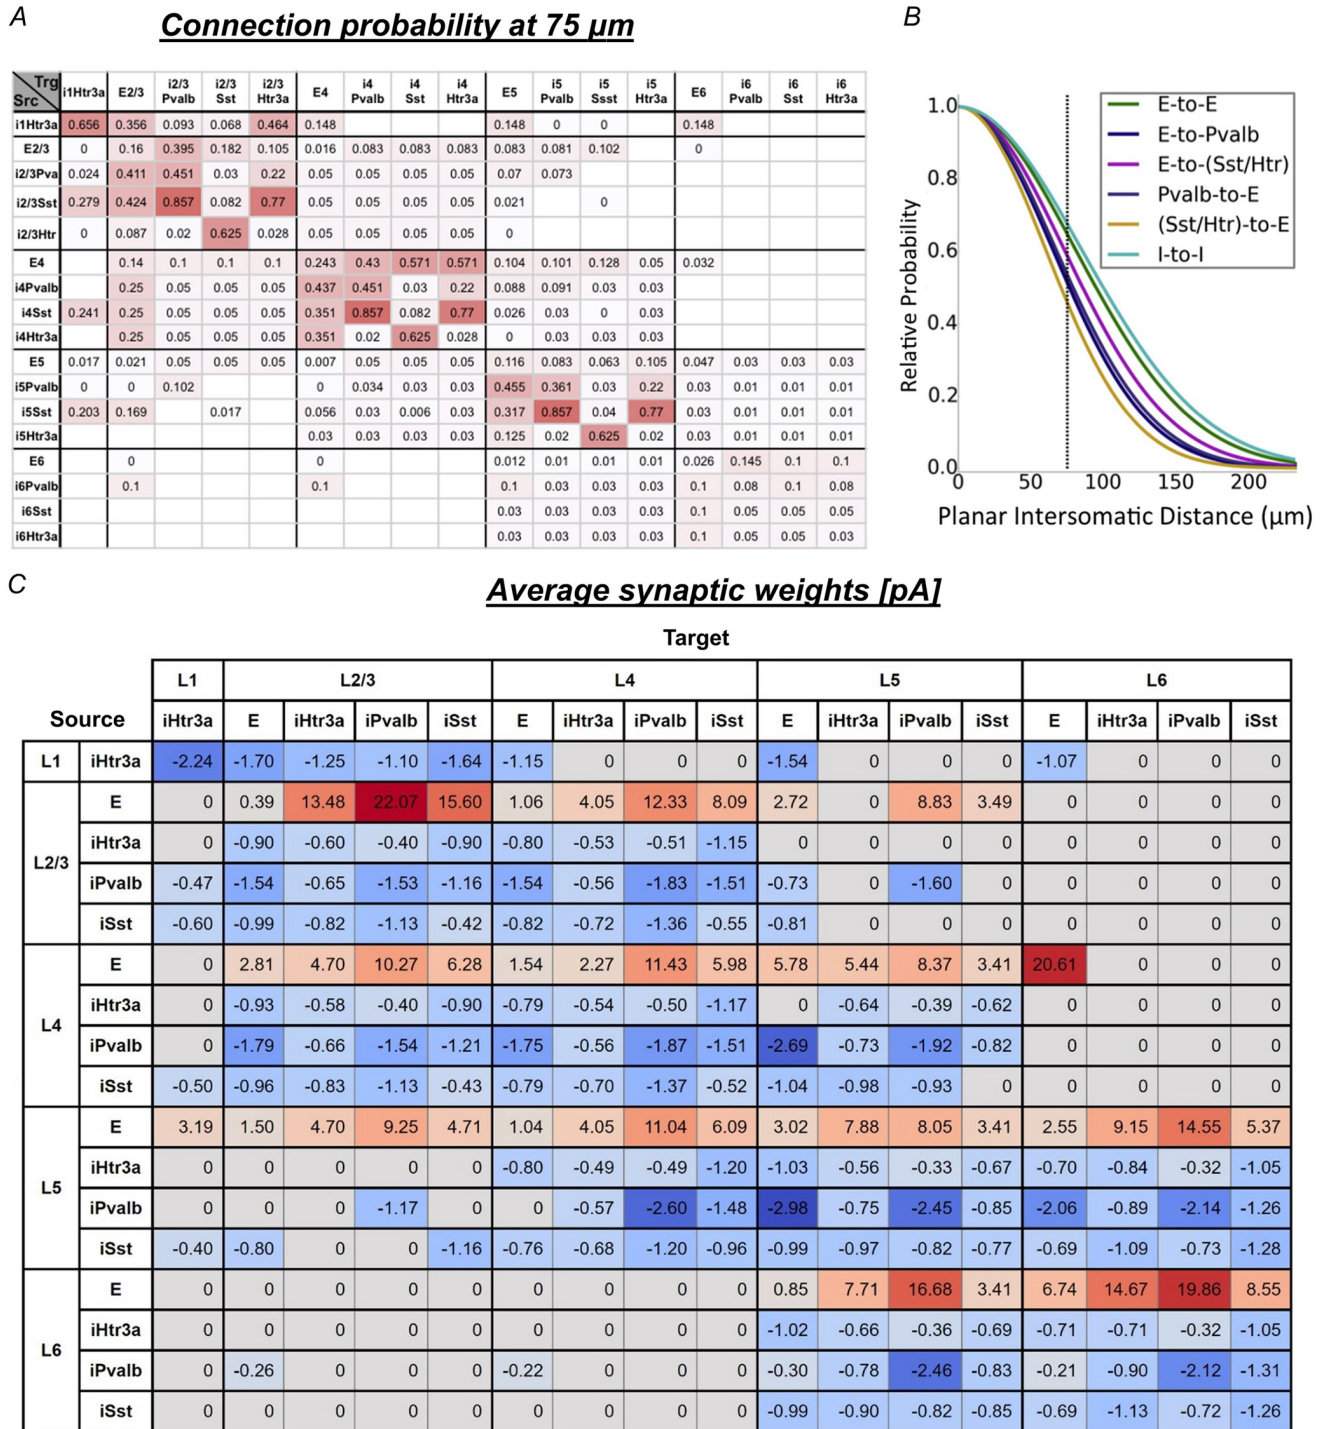 A
Connection probability at 75 µm
Trg
Src
i1Htr3a E2/3 i2/3 Pvalb i2/3 Sst i2/3 Htr3a E4 i4 Pvalb i4 Sst i4 Htr3a E5 i5 Pvalb i5 Ssst i5 Htr3a E6 i6 Pvalb i6 Sst i6 Htr3a
i1Htr3a 0.656 0.356 0.093 0.068 0.464 0.148 0.148 0 0 0.148
E2/3 0 0.16 0.395 0.182 0.105 0.016 0.083 0.083 0.083 0.083 0.081 0.102 0
i2/3Pva 0.024 0.411 0.451 0.03 0.22 0.05 0.05 0.05 0.05 0.07 0.073
i2/3Sst 0.279 0.424 0.857 0.082 0.77 0.05 0.05 0.05 0.05 0.021 0
i2/3Htr 0 0.087 0.02 0.625 0.028 0.05 0.05 0.05 0.05 0
E4 0.14 0.1 0.1 0.1 0.243 0.43 0.571 0.571 0.104 0.101 0.128 0.05 0.032
i4Pvalb 0.25 0.05 0.05 0.05 0.437 0.451 0.03 0.22 0.088 0.091 0.03 0.03
i4Sst 0.241 0.25 0.05 0.05 0.05 0.351 0.857 0.082 0.77 0.026 0.03 0 0.03
i4Htr3a 0.25 0.05 0.05 0.05 0.351 0.02 0.625 0.028 0 0.03 0.03 0.03
E5 0.017 0.021 0.05 0.05 0.05 0.007 0.05 0.05 0.05 0.116 0.083 0.063 0.105 0.047 0.03 0.03 0.03
i5Pvalb 0 0 0.102 0 0.034 0.03 0.03 0.455 0.361 0.03 0.22 0.03 0.01 0.01 0.01
i5Sst 0.203 0.169 0.017 0.056 0.03 0.006 0.03 0.317 0.857 0.04 0.77 0.03 0.01 0.01 0.01
i5Htr3a 0.03 0.03 0.03 0.03 0.125 0.02 0.625 0.02 0.03 0.01 0.01 0.01
E6 0 0 0.012 0.01 0.01 0.01 0.026 0.145 0.1 0.1
i6Pvalb 0.1 0.1 0.1 0.03 0.03 0.03 0.1 0.08 0.1 0.08
i6Sst 0.03 0.03 0.03 0.03 0.1 0.05 0.05 0.05
i6Htr3a 0.03 0.03 0.03 0.03 0.1 0.05 0.05 0.03
B
Relative Probability
1.0
0.8
0.6
0.4
0.2
0.0
0 50 100 150 200
Planar Intersomatic Distance (µm)
E-to-E
E-to-Pvalb
E-to-(Sst/Htr)
Pvalb-to-E
(Sst/Htr)-to-E
I-to-I
C
Average synaptic weights [pA]
Target
L1 L2/3 L4 L5 L6
Source iHtr3a E iHtr3a iPvalb iSst E iHtr3a iPvalb iSst E iHtr3a iPvalb iSst E iHtr3a iPvalb iSst
L1 iHtr3a -2.24 -1.70 -1.25 -1.10 -1.64 -1.15 0 0 0 -1.54 0 0 0 -1.07 0 0 0
L2/3
E 0 0.39 13.48 22.07 15.60 1.06 4.05 12.33 8.09 2.72 0 8.83 3.49 0 0 0 0
iHtr3a 0 -0.90 -0.60 -0.40 -0.90 -0.80 -0.53 -0.51 -1.15 0 0 0 0 0 0 0 0
iPvalb -0.47 -1.54 -0.65 -1.53 -1.16 -1.54 -0.56 -1.83 -1.51 -0.73 0 -1.60 0 0 0 0 0
iSst -0.60 -0.99 -0.82 -1.13 -0.42 -0.82 -0.72 -1.36 -0.55 -0.81 0 0 0 0 0 0 0
L4
E 0 2.81 4.70 10.27 6.28 1.54 2.27 11.43 5.98 5.78 5.44 8.37 3.41 20.61 0 0 0
iHtr3a 0 -0.93 -0.58 -0.40 -0.90 -0.79 -0.54 -0.50 -1.17 0 -0.64 -0.39 -0.62 0 0 0 0
iPvalb 0 -1.79 -0.66 -1.54 -1.21 -1.75 -0.56 -1.87 -1.51 -2.69 -0.73 -1.92 -0.82 0 0 0 0
iSst -0.50 -0.96 -0.83 -1.13 -0.43 -0.79 -0.70 -1.37 -0.52 -1.04 -0.98 -0.93 0 0 0 0 0
L5
E 3.19 1.50 4.70 9.25 4.71 1.04 4.05 11.04 6.09 3.02 7.88 8.05 3.41 2.55 9.15 14.55 5.37
iHtr3a 0 0 0 0 0 -0.80 -0.49 -0.49 -1.20 -1.03 -0.56 -0.33 -0.67 -0.70 -0.84 -0.32 -1.05
iPvalb 0 0 0 -1.17 0 0 -0.57 -2.60 -1.48 -2.98 -0.75 -2.45 -0.85 -2.06 -0.89 -2.14 -1.26
iSst -0.40 -0.80 0 0 -1.16 -0.76 -0.68 -1.20 -0.96 -0.99 -0.97 -0.82 -0.77 -0.69 -1.09 -0.73 -1.28
L6
E 0 0 0 0 0 0 0 0 0 0.85 7.71 16.68 3.41 6.74 14.67 19.86 8.55
iHtr3a 0 0 0 0 0 0 0 0 0 -1.02 -0.66 -0.36 -0.69 -0.71 -0.71 -0.32 -1.05
iPvalb 0 -0.26 0 0 0 -0.22 0 0 0 -0.30 -0.78 -2.46 -0.83 -0.21 -0.90 -2.12 -1.31
iSst 0 0 0 0 0 0 0 0 0 -0.99 -0.90 -0.82 -0.85 -0.69 -1.13 -0.72 -1.26